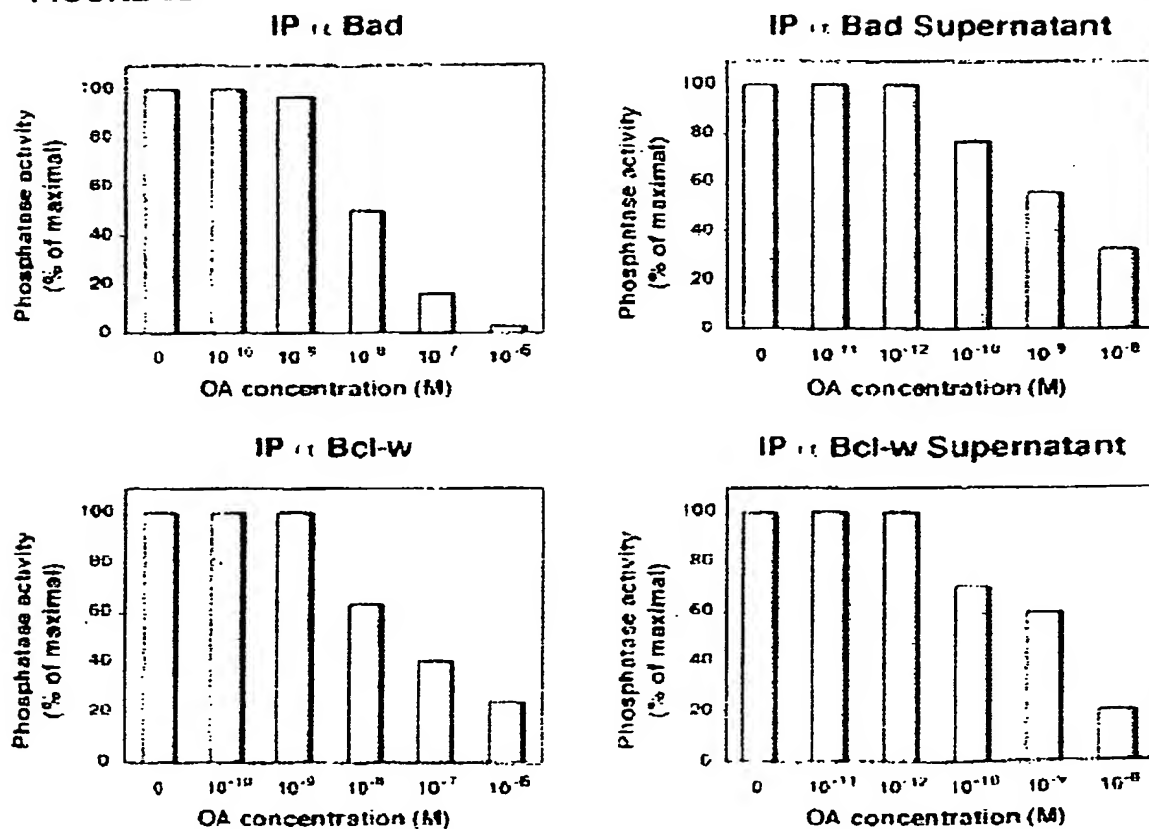 IP α Bad
Phosphatase activity
(% of maximal)
100
80
60
40
20
0
0 10⁻¹⁰ 10⁻⁹ 10⁻⁸ 10⁻⁷ 10⁻⁶
OA concentration (M)
IP α Bad Supernatant
Phosphatase activity
(% of maximal)
100
80
60
40
20
0
0 10⁻¹¹ 10⁻¹² 10⁻¹⁰ 10⁻⁹ 10⁻⁸
OA concentration (M)
IP α Bcl-w
Phosphatase activity
(% of maximal)
100
80
60
40
20
0
0 10⁻¹⁰ 10⁻⁹ 10⁻⁸ 10⁻⁷ 10⁻⁶
OA concentration (M)
IP α Bcl-w Supernatant
Phosphatase activity
(% of maximal)
100
80
60
40
20
0
0 10⁻¹¹ 10⁻¹² 10⁻¹⁰ 10⁻⁹ 10⁻⁸
OA concentration (M)